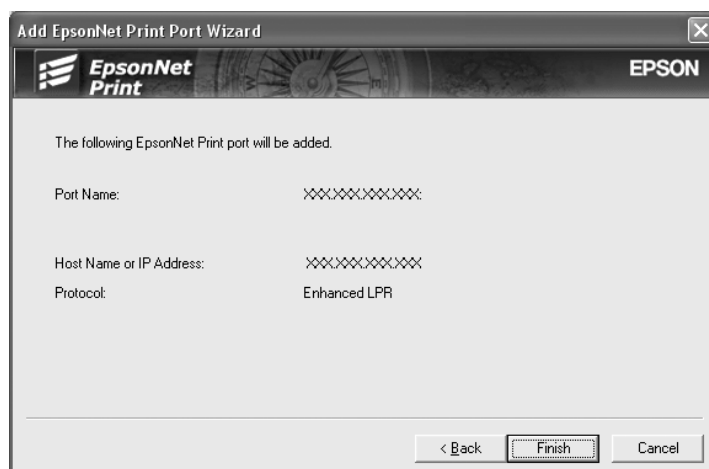 Add EpsonNet Print Port Wizard
EpsonNet
Print
EPSON
The following EpsonNet Print port will be added.
Port Name: XXX.XXX.XXX.XXX:
Host Name or IP Address: XXX.XXX.XXX.XXX
Protocol: Enhanced LPR
< Back Finish Cancel